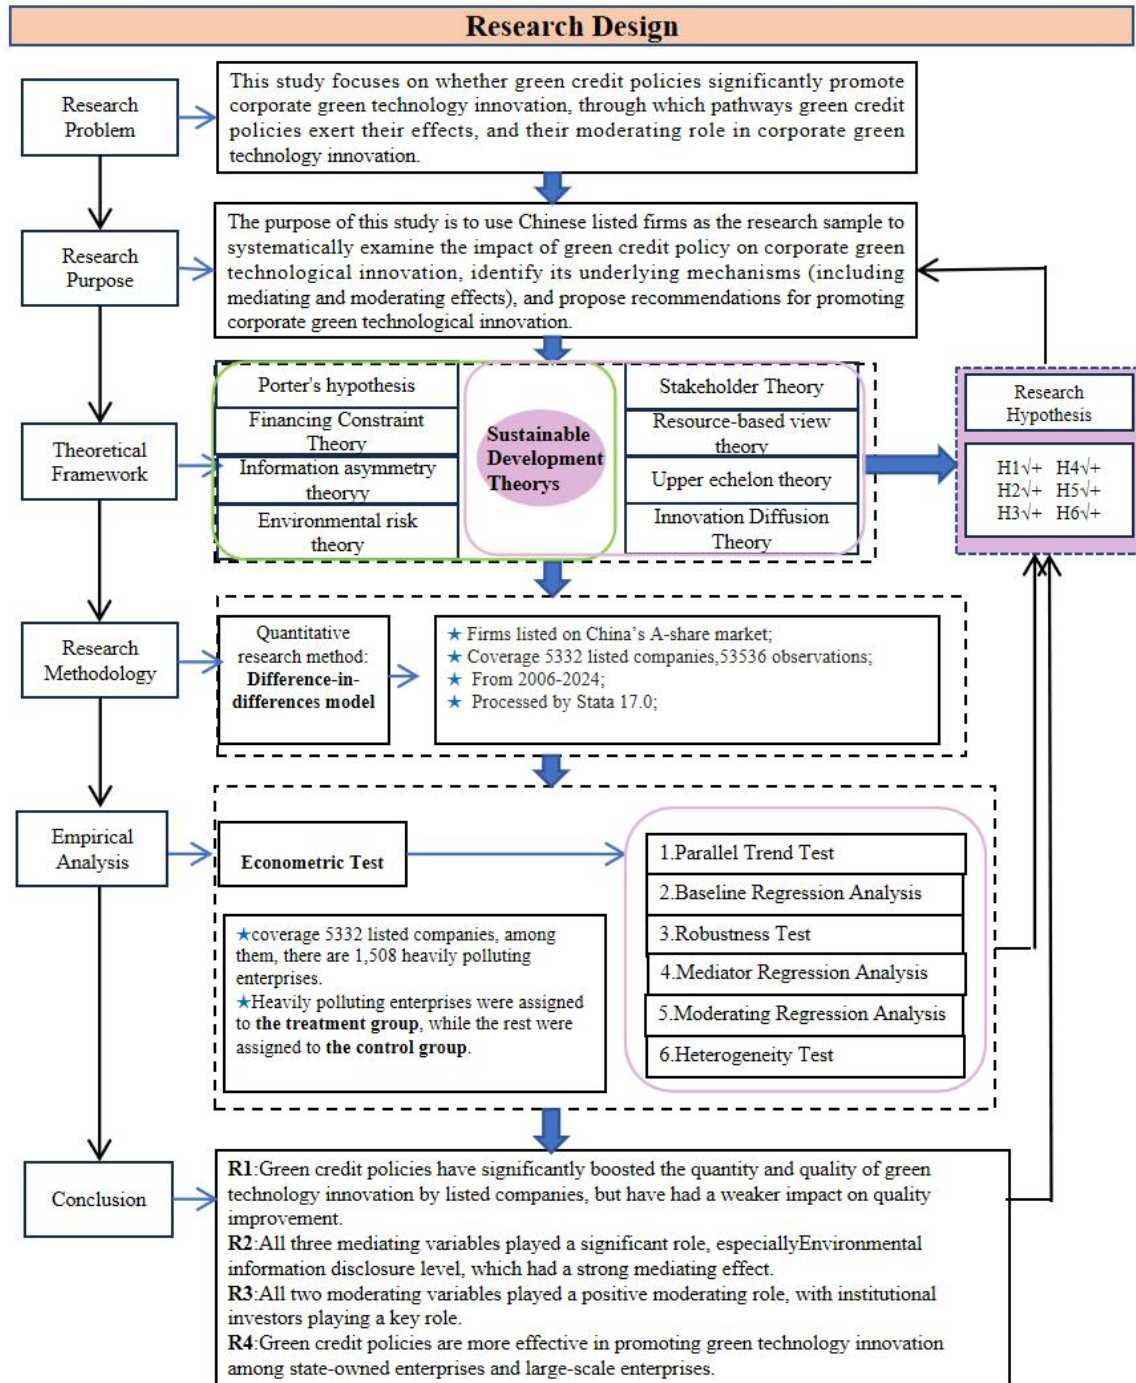 Research Design
Research
Problem
This study focuses on whether green credit policies significantly promote
corporate green technology innovation, through which pathways green credit
policies exert their effects, and their moderating role in corporate green
technology innovation.
Research
Purpose
The purpose of this study is to use Chinese listed firms as the research sample to
systematically examine the impact of green credit policy on corporate green
technological innovation, identify its underlying mechanisms (including
mediating and moderating effects), and propose recommendations for promoting
corporate green technological innovation.
Theoretical
Framework
Porter's hypothesis
Financing Constraint
Theory
Information asymmetry
theoryy
Environmental risk
theory
Sustainable
Development
Theorys
Stakeholder Theory
Resource-based view
theory
Upper echelon theory
Innovation Diffusion
Theory
Research
Hypothesis
H1√+ H4√+
H2√+ H5√+
H3√+ H6√+
Research
Methodology
Quantitative
research method:
Difference-in-
differences model
★ Firms listed on China's A-share market;
★ Coverage 5332 listed companies,53536 observations;
★ From 2006-2024;
★ Processed by Stata 17.0;
Empirical
Analysis
Econometric Test
★coverage 5332 listed companies, among
them, there are 1,508 heavily polluting
enterprises.
★Heavily polluting enterprises were assigned
to the treatment group, while the rest were
assigned to the control group.
1.Parallel Trend Test
2.Baseline Regression Analysis
3.Robustness Test
4.Mediator Regression Analysis
5.Moderating Regression Analysis
6.Heterogeneity Test
Conclusion
R1:Green credit policies have significantly boosted the quantity and quality of green
technology innovation by listed companies, but have had a weaker impact on quality
improvement.
R2:All three mediating variables played a significant role, especiallyEnvironmental
information disclosure level, which had a strong mediating effect.
R3:All two moderating variables played a positive moderating role, with institutional
investors playing a key role.
R4:Green credit policies are more effective in promoting green technology innovation
among state-owned enterprises and large-scale enterprises.